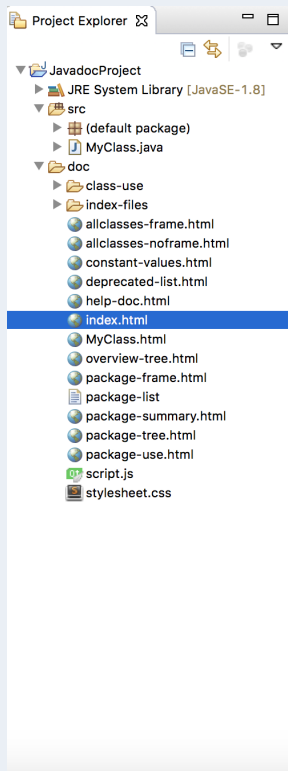 Project Explorer
JavadocProject
JRE System Library [JavaSE-1.8]
src
(default package)
MyClass.java
doc
class-use
index-files
allclasses-frame.html
allclasses-noframe.html
constant-values.html
deprecated-list.html
help-doc.html
index.html
MyClass.html
overview-tree.html
package-frame.html
package-list
package-summary.html
package-tree.html
package-use.html
script.js
stylesheet.css